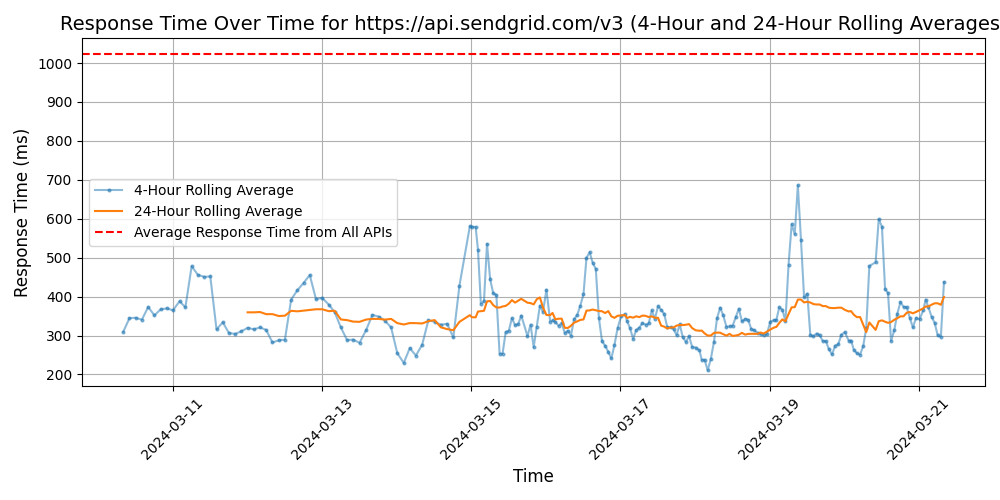 Response Time Over Time for https://api.sendgrid.com/v3 (4-Hour and 24-Hour Rolling Averages
Response Time (ms)
1000
900
800
700
600
500
400
300
200
4-Hour Rolling Average
24-Hour Rolling Average
Average Response Time from All APIs
2024-03-11
2024-03-13
2024-03-15
2024-03-17
2024-03-19
2024-03-21
Time